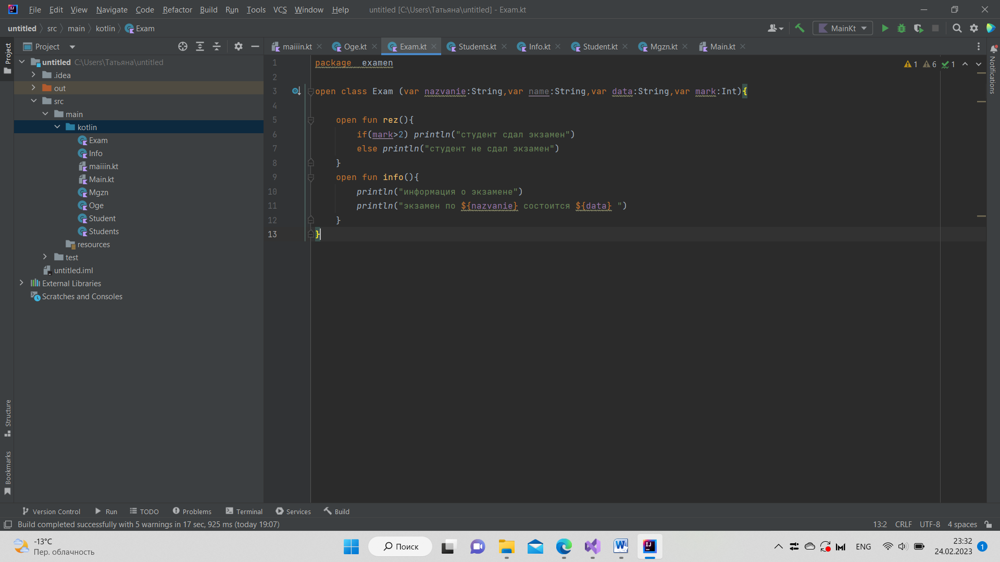 File Edit View Navigate Code Refactor Build Run Tools VCS Window Help untitled [C:\Users\Татьяна\untitled] - Exam.kt
untitled src main kotlin Exam
MainKt
Project
maiiin.kt Oge.kt Exam.kt Students.kt Info.kt Student.kt Mgzn.kt Main.kt
Project
Notifications
untitled C:\Users\Татьяна\untitled
.idea
out
src
main
kotlin
Exam
Info
maiiin.kt
Main.kt
Mgzn
Oge
Student
Students
resources
test
untitled.iml
External Libraries
Scratches and Consoles
1 6 1
1 package  examen
2
3 open class Exam (var nazvanie:String,var name:String,var data:String,var mark:Int){
4
5 open fun rez(){
6 if(mark>2) println("студент сдал экзамен")
7 else println("студент не сдал экзамен")
8 }
9 open fun info(){
10 println("информация о экзамене")
11 println("экзамен по ${nazvanie} состоится ${data} ")
12 }
13 }
Structure
Bookmarks
Version Control Run TODO Problems Terminal Services Build
Build completed successfully with 5 warnings in 17 sec, 925 ms (today 19:07)
13:2 CRLF UTF-8 4 spaces
-13°C
Пер. облачность
Поиск
ENG
23:32
24.02.2023
1